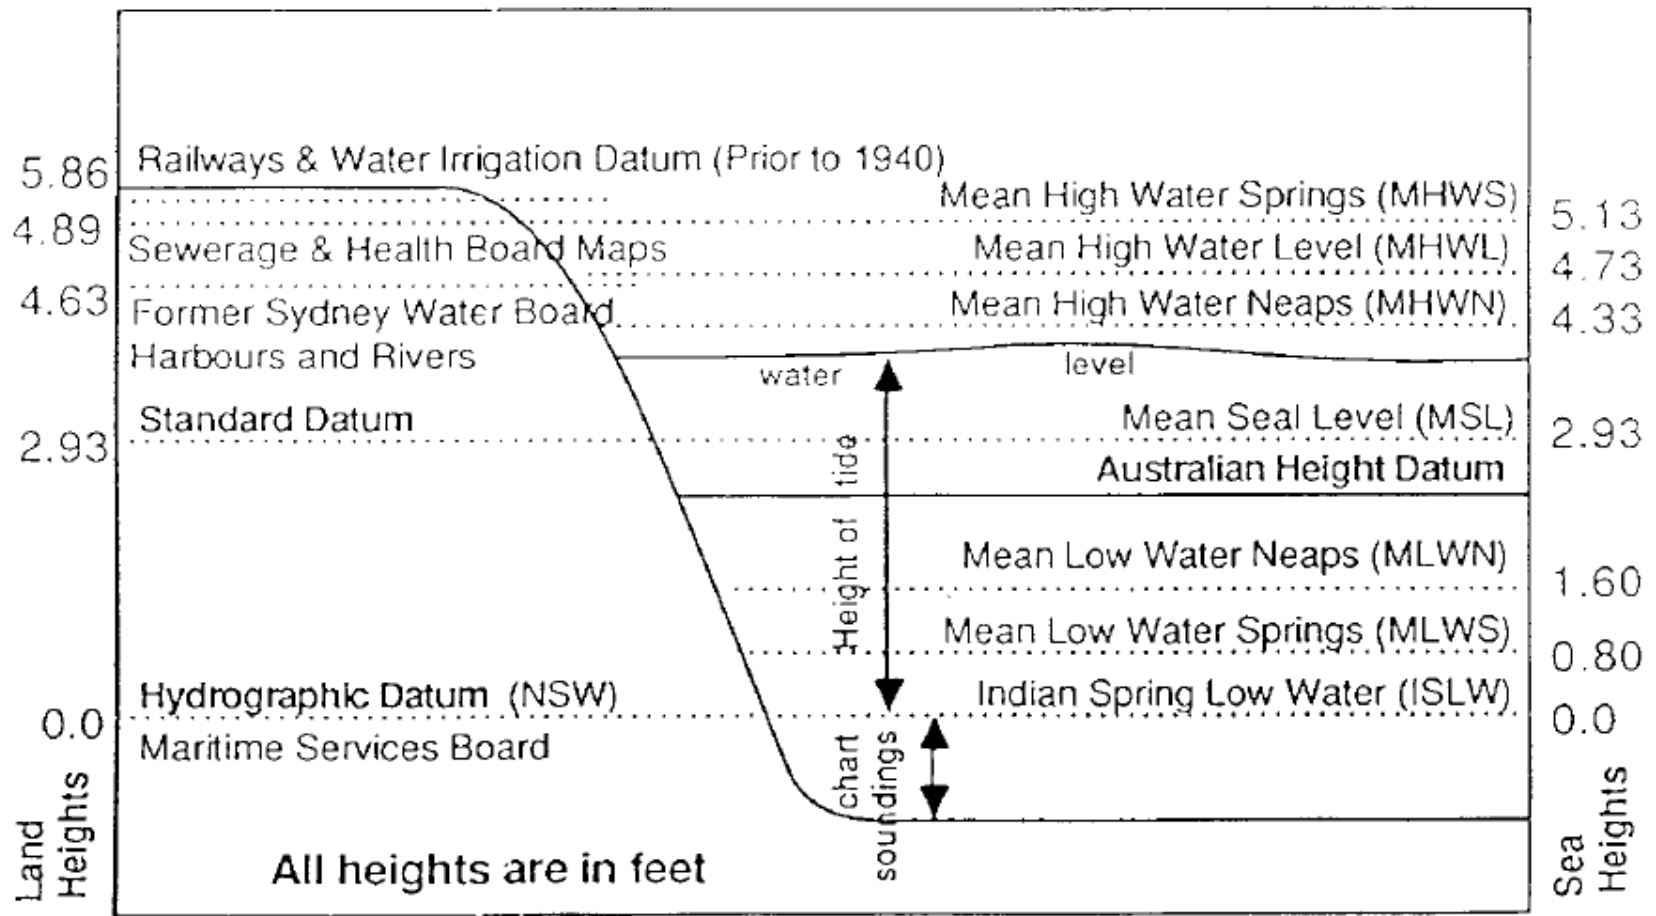 5.86
Railways & Water Irrigation Datum (Prior to 1940)
Mean High Water Springs (MHWS)
5.13
4.89
Sewerage & Health Board Maps
Mean High Water Level (MHWL)
4.73
4.63
Former Sydney Water Board
Mean High Water Neaps (MHWN)
4.33
Harbours and Rivers
water
level
Standard Datum
Mean Seal Level (MSL)
2.93
2.93
Australian Height Datum
Height of tide
Mean Low Water Neaps (MLWN)
1.60
Mean Low Water Springs (MLWS)
0.80
Hydrographic Datum (NSW)
Indian Spring Low Water (ISLW)
0.0
0.0
Maritime Services Board
chart
soundings
Land
Heights
All heights are in feet
Sea
Heights